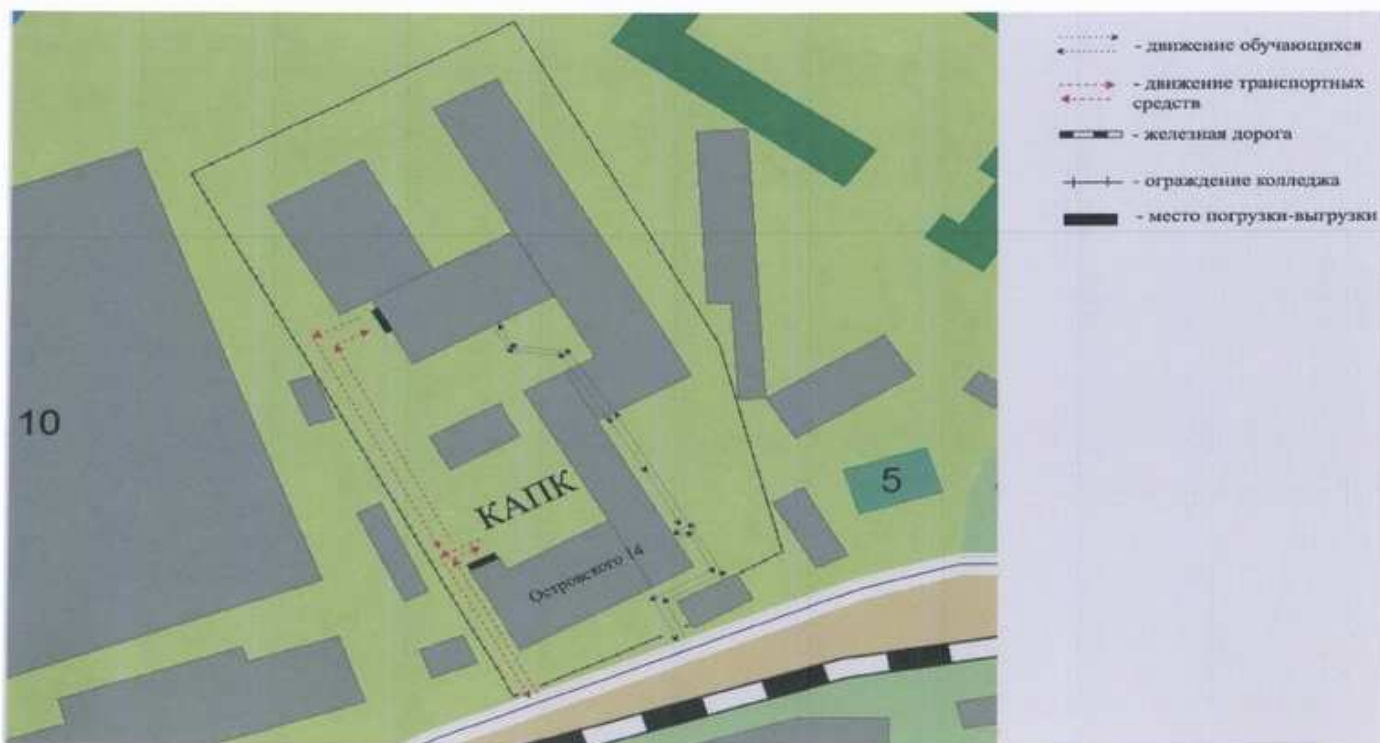 - движение обучающихся
- движение транспортных
средств
- железная дорога
- ограждение колледжа
- место погрузки-выгрузки
10
КАПК
5
Островского 14